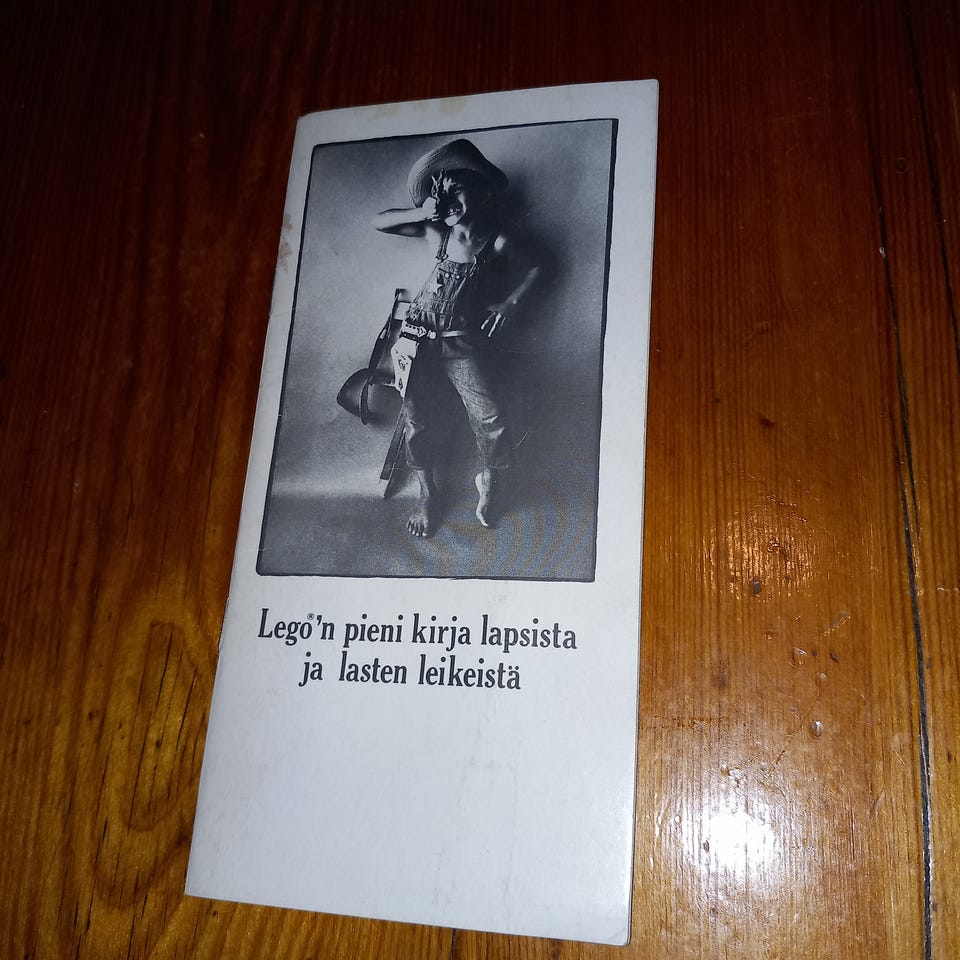 Lego®'n pieni kirja lapsista
ja lasten leikeistä